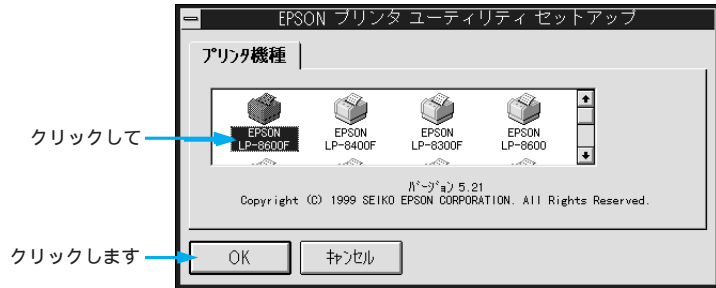 EPSON プリンタ ユーティリティ セットアップ
プリンタ機種
EPSON LP-8600F
EPSON LP-8400F
EPSON LP-8300F
EPSON LP-8600
クリックして
バージョン 5.21
Copyright (C) 1999 SEIKO EPSON CORPORATION. All Rights Reserved.
クリックします
OK
キャンセル